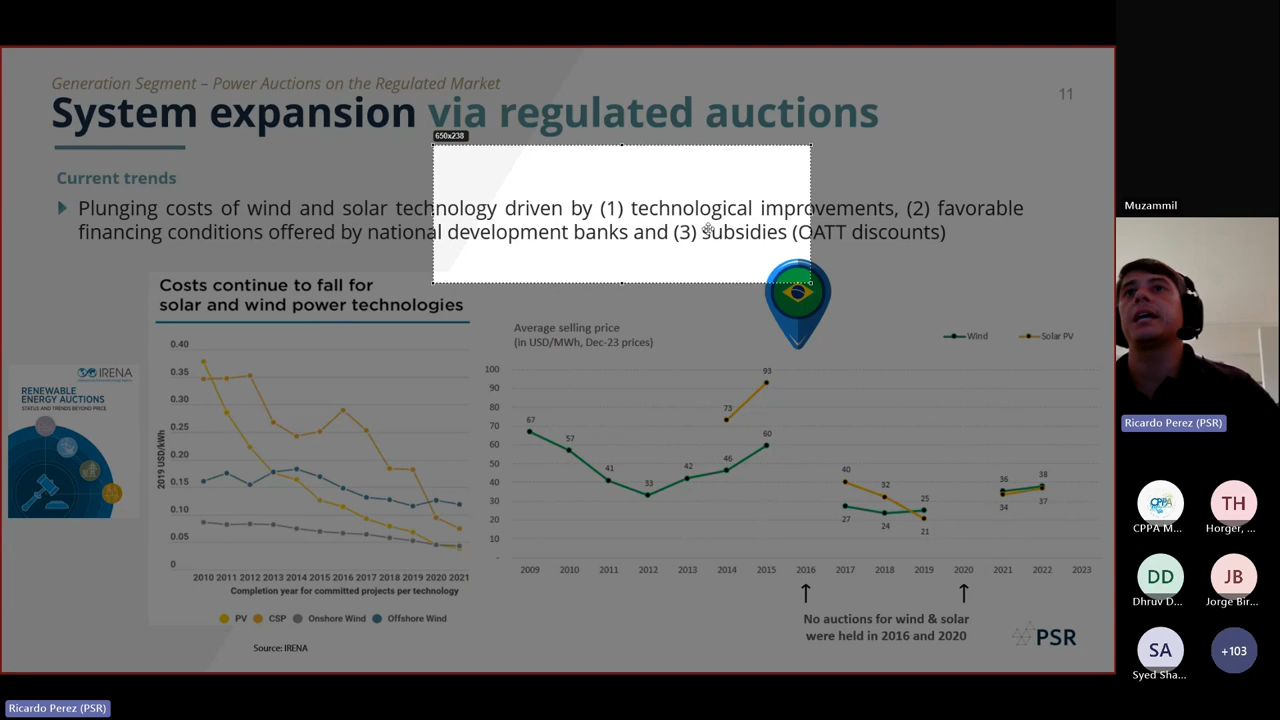 Generation Segment – Power Auctions on the Regulated Market
11
System expansion via regulated auctions
650x238
Current trends
Plunging costs of wind and solar technology driven by (1) technological improvements, (2) favorable
financing conditions offered by national development banks and (3) subsidies (OATT discounts)
Costs continue to fall for
solar and wind power technologies
0.40
0.35
0.30
0.25
0.20
0.15
0.10
0.05
0
2019 USD/kWh
2010 2011 2012 2013 2014 2015 2016 2017 2018 2019 2020 2021
Completion year for committed projects per technology
PV CSP Onshore Wind Offshore Wind
Source: IRENA
IRENA
RENEWABLE
ENERGY AUCTIONS
STATUS AND TRENDS BEYOND PRICE
Average selling price
(in USD/MWh, Dec-23 prices)
Wind Solar PV
100
90
80
70
60
50
40
30
20
10
-
67
57
41
33
42
46
60
73
93
40
32
25
27
24
21
36
38
34
37
2009 2010 2011 2012 2013 2014 2015 2016 2017 2018 2019 2020 2021 2022 2023
No auctions for wind & solar
were held in 2016 and 2020
PSR
Muzammil
Ricardo Perez (PSR)
CPPA
CPPA M...
TH
Horger, ...
DD
Dhruv D...
JB
Jorge Bir...
SA
Syed Sha...
+103
Ricardo Perez (PSR)